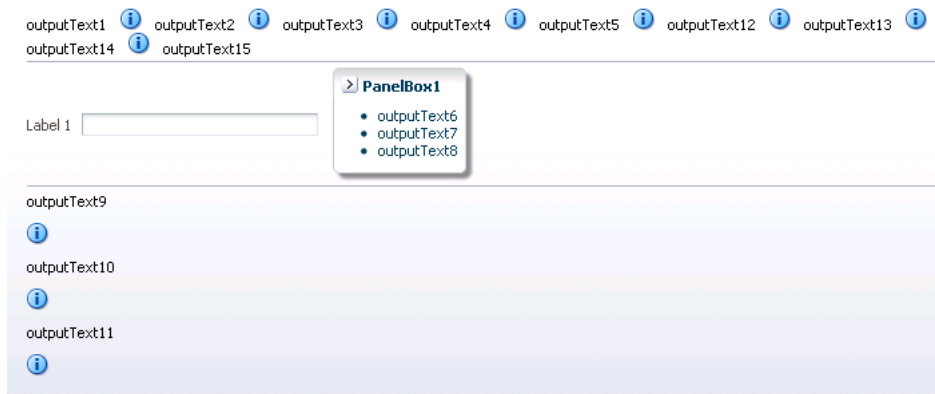 outputText1 outputText2 outputText3 outputText4 outputText5 outputText12 outputText13
outputText14 outputText15
PanelBox1
Label 1
outputText6
outputText7
outputText8
outputText9
outputText10
outputText11